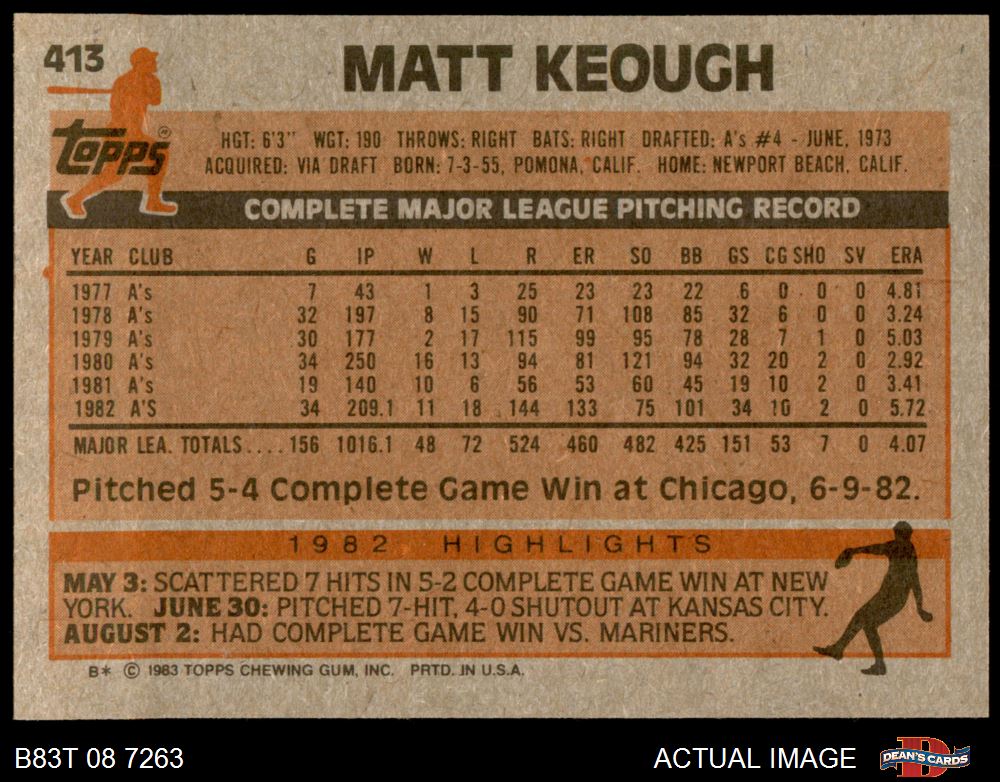 413
MATT KEOUGH
topps ®
HGT: 6'3" WGT: 190 THROWS: RIGHT BATS: RIGHT DRAFTED: A's #4 - JUNE, 1973
ACQUIRED: VIA DRAFT BORN: 7-3-55, POMONA, CALIF. HOME: NEWPORT BEACH, CALIF.
COMPLETE MAJOR LEAGUE PITCHING RECORD
YEAR CLUB G IP W L R ER SO BB GS CG SHO SV ERA
1977 A's 7 43 1 3 25 23 23 22 6 0 0 0 4.81
1978 A's 32 197 8 15 90 71 108 85 32 6 0 0 3.24
1979 A's 30 177 2 17 115 99 95 78 28 7 1 0 5.03
1980 A's 34 250 16 13 94 81 121 94 32 20 2 0 2.92
1981 A's 19 140 10 6 56 53 60 45 19 10 2 0 3.41
1982 A'S 34 209.1 11 18 144 133 75 101 34 10 2 0 5.72
MAJOR LEA. TOTALS.... 156 1016.1 48 72 524 460 482 425 151 53 7 0 4.07
Pitched 5-4 Complete Game Win at Chicago, 6-9-82.
1982 HIGHLIGHTS
MAY 3: SCATTERED 7 HITS IN 5-2 COMPLETE GAME WIN AT NEW
YORK. JUNE 30: PITCHED 7-HIT, 4-0 SHUTOUT AT KANSAS CITY.
AUGUST 2: HAD COMPLETE GAME WIN VS. MARINERS.
B* © 1983 TOPPS CHEWING GUM, INC. PRTD. IN U.S.A.
B83T 08 7263 ACTUAL IMAGE DEAN'S CARDS